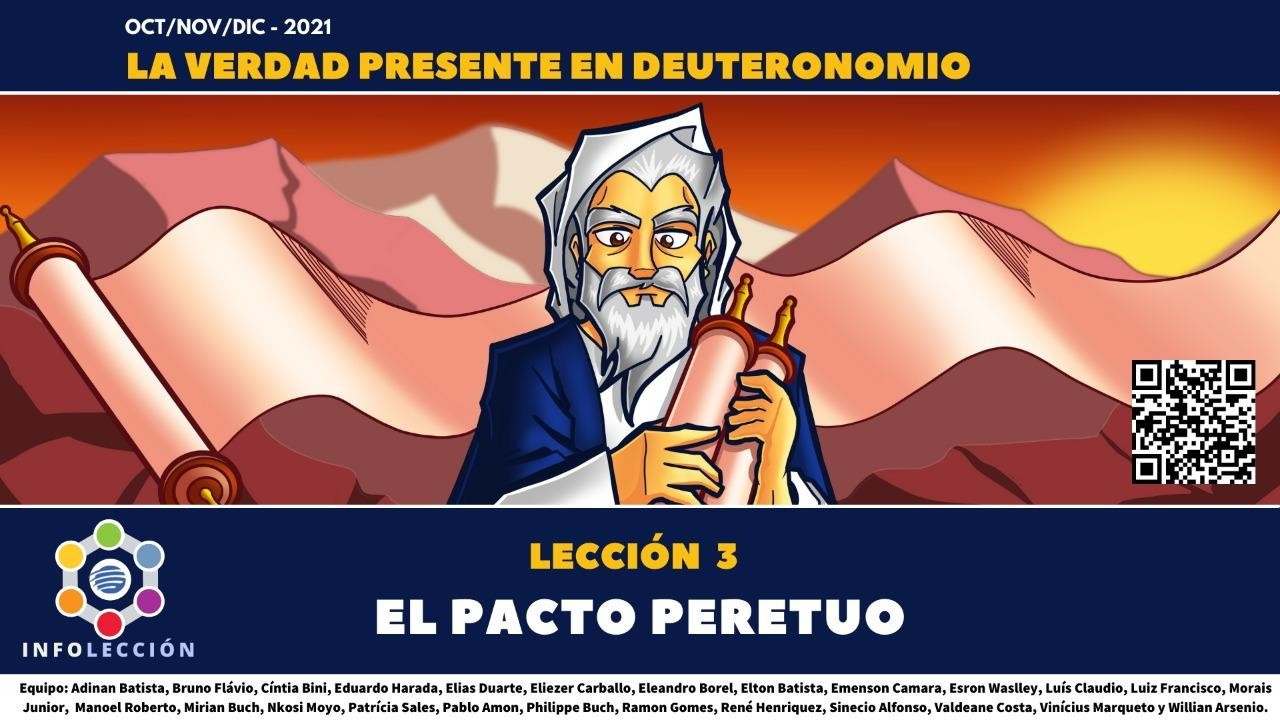 OCT/NOV/DIC - 2021
LA VERDAD PRESENTE EN DEUTERONOMIO
LECCIÓN 3
EL PACTO PERETUO
INFOLECCIÓN
Equipo: Adinan Batista, Bruno Flávio, Cíntia Bini, Eduardo Harada, Elias Duarte, Eliezer Carballo, Eleandro Borel, Elton Batista, Emenson Camara, Esron Waslley, Luís Claudio, Luiz Francisco, Morais
Junior, Manoel Roberto, Mirian Buch, Nkosi Moyo, Patrícia Sales, Pablo Amon, Philippe Buch, Ramon Gomes, René Henriquez, Sinecio Alfonso, Valdeane Costa, Vinícius Marqueto y Willian Arsenio.